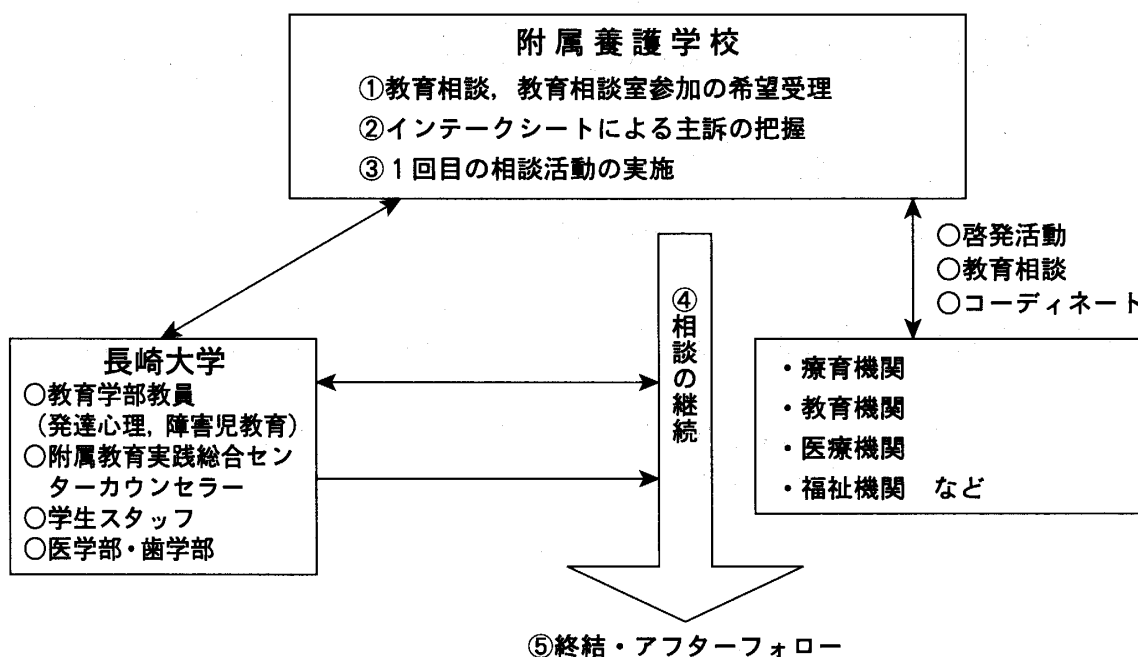 附属養護学校
①教育相談，教育相談室参加の希望受理
②インテークシートによる主訴の把握
③１回目の相談活動の実施
○啓発活動
○教育相談
○コーディネート
④相談の継続
長崎大学
○教育学部教員
（発達心理，障害児教育）
○附属教育実践総合セン
ターカウンセラー
○学生スタッフ
○医学部・歯学部
・療育機関
・教育機関
・医療機関
・福祉機関　など
⑤終結・アフターフォロー